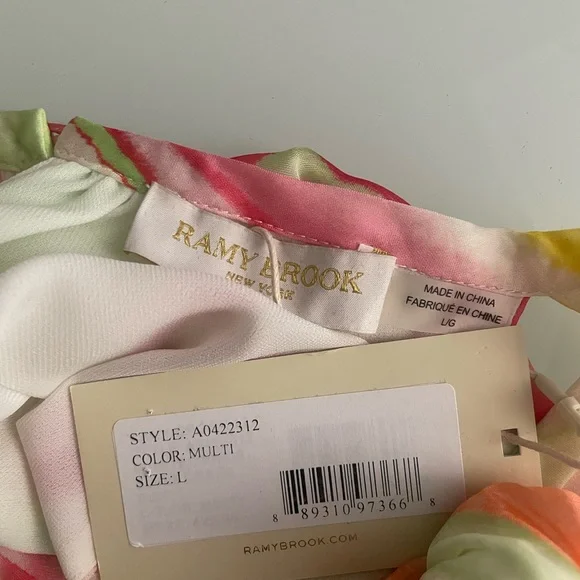 RAMY BROOK
NEW YORK
MADE IN CHINA
FABRIQUÉ EN CHINE
L/G
STYLE: A0422312
COLOR: MULTI
SIZE: L
8 89310 97366 8
RAMYBROOK.COM